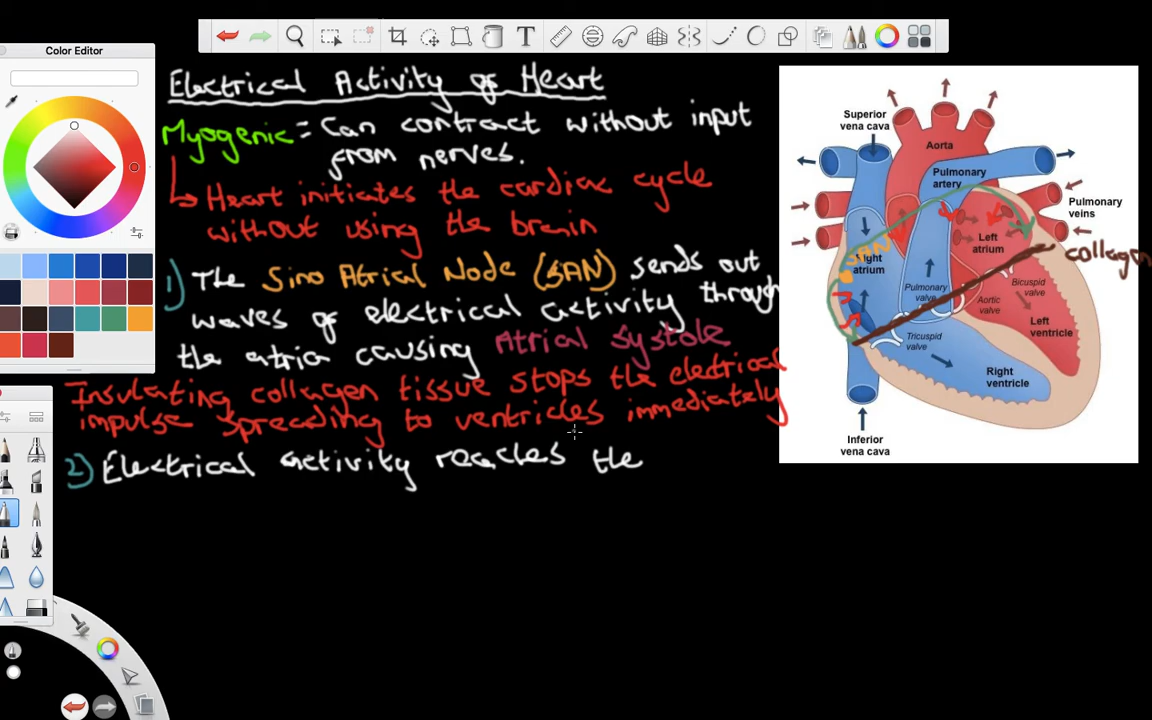 Color Editor
Electrical Activity of Heart
Myogenic = Can contract without input
from nerves.
Heart initiates the cardiac cycle
without using the brain
1) The Sino Atrial Node (SAN) sends out
waves of electrical activity through
the atria causing Atrial Systole
Insulating collagen tissue stops the electrical
impulse spreading to ventricles immediately
2) Electrical activity reaches the
Superior
vena cava
Aorta
Pulmonary
artery
Pulmonary
veins
Left
atrium
collagen
SAN
Right
atrium
Pulmonary
valve
Aortic
valve
Bicuspid
valve
Left
ventricle
Tricuspid
valve
Right
ventricle
Inferior
vena cava